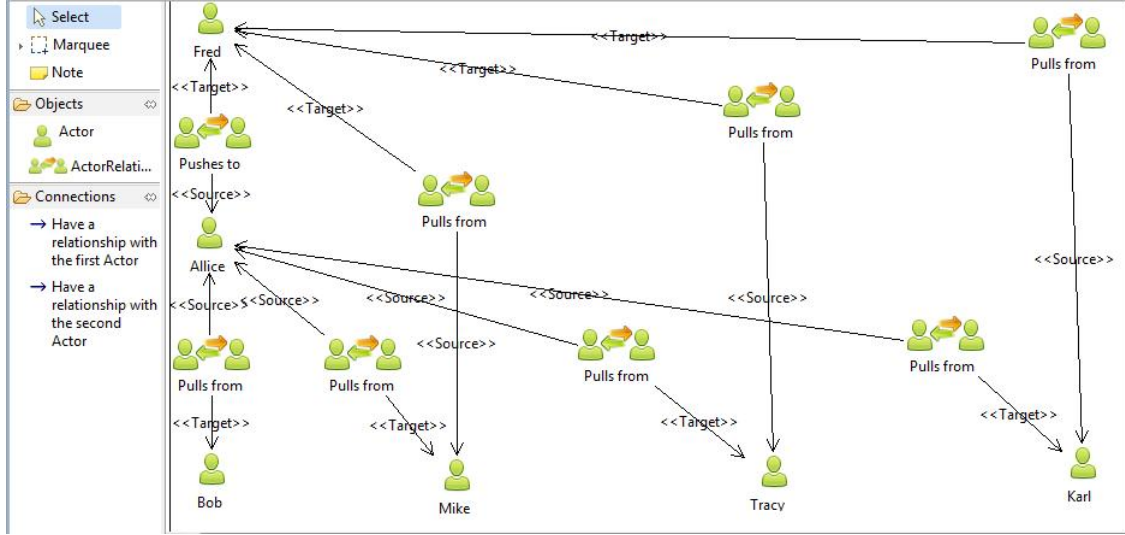 Select
Marquee
Note
Objects
Actor
ActorRelati...
Connections
Have a
relationship with
the first Actor
Have a
relationship with
the second
Actor
Fred
<<Target>>
Pulls from
<<Target>>
<<Target>>
<<Target>>
Pulls from
Pushes to
<<Source>>
Pulls from
Allice
<<Source>>
<<Source>>
<<Source>>
<<Source>>
<<Source>>
<<Source>>
<<Source>>
Pulls from
Pulls from
Pulls from
Pulls from
<<Target>>
<<Target>>
<<Target>>
<<Target>>
Bob
Mike
Tracy
Karl